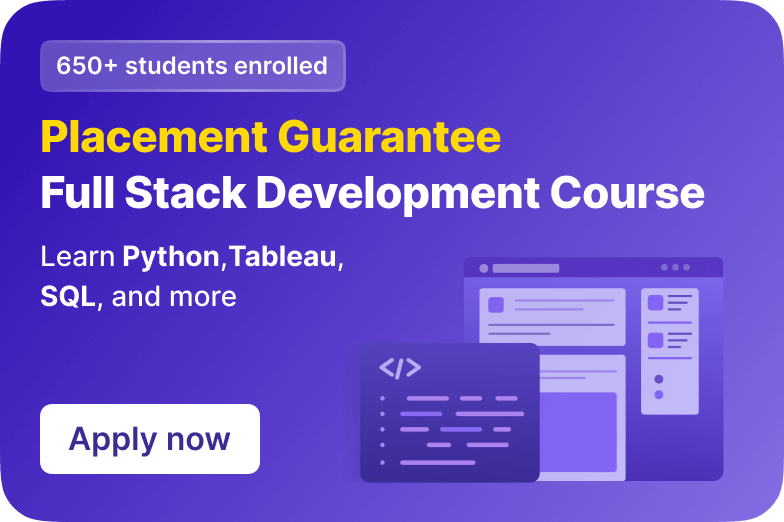 650+ students enrolled
Placement Guarantee
Full Stack Development Course
Learn Python,Tableau,
SQL, and more
</>
Apply now